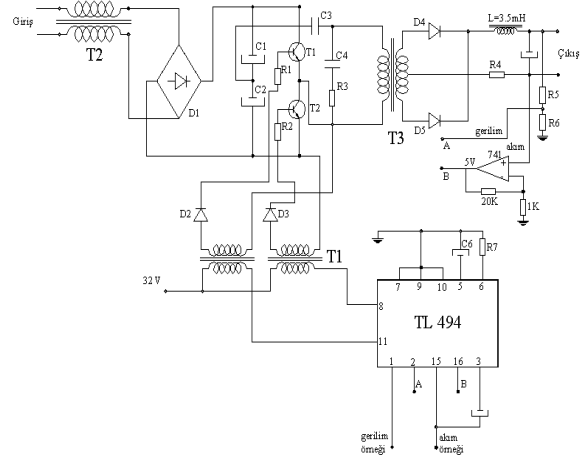 Giriş
T2
D1
C1
C2
C3
T1
R1
T2
R2
C4
R3
T3
D4
D5
L=3.5mH
R4
Çıkış
R5
R6
gerilim
A
akım
5V
741
B
20K
1K
D2
D3
T1
32 V
C6
R7
7 9 10 5 6
8
TL 494
11
1 2 15 16 3
A
B
gerilim
örneği
akım
örneği